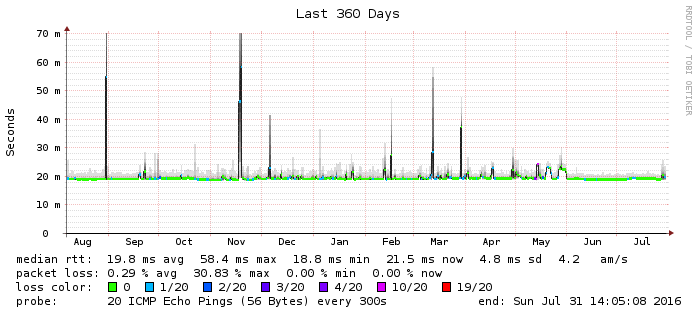 Last 360 Days
RRDTOOL / TOBI OETIKER
Seconds
70 m
60 m
50 m
40 m
30 m
20 m
10 m
0
Aug Sep Oct Nov Dec Jan Feb Mar Apr May Jun Jul
median rtt: 19.8 ms avg 58.4 ms max 18.8 ms min 21.5 ms now 4.8 ms sd 4.2 am/s
packet loss: 0.29 % avg 30.83 % max 0.00 % min 0.00 % now
loss color: 0 1/20 2/20 3/20 4/20 10/20 19/20
probe: 20 ICMP Echo Pings (56 Bytes) every 300s end: Sun Jul 31 14:05:08 2016